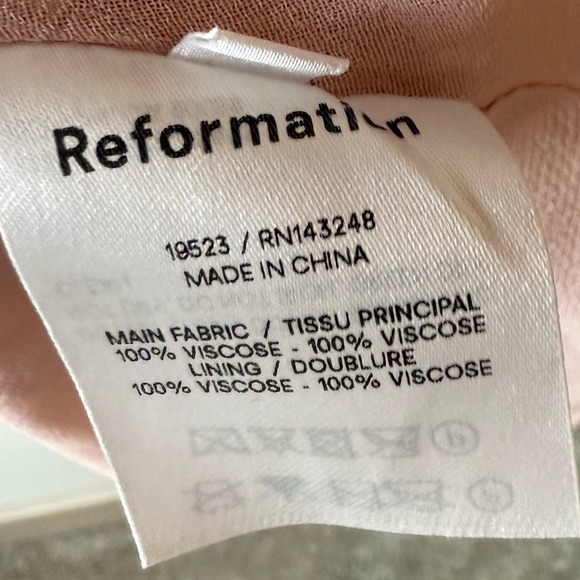 Reformation
19523 / RN143248
MADE IN CHINA
MAIN FABRIC / TISSU PRINCIPAL
100% VISCOSE - 100% VISCOSE
LINING / DOUBLURE
100% VISCOSE - 100% VISCOSE